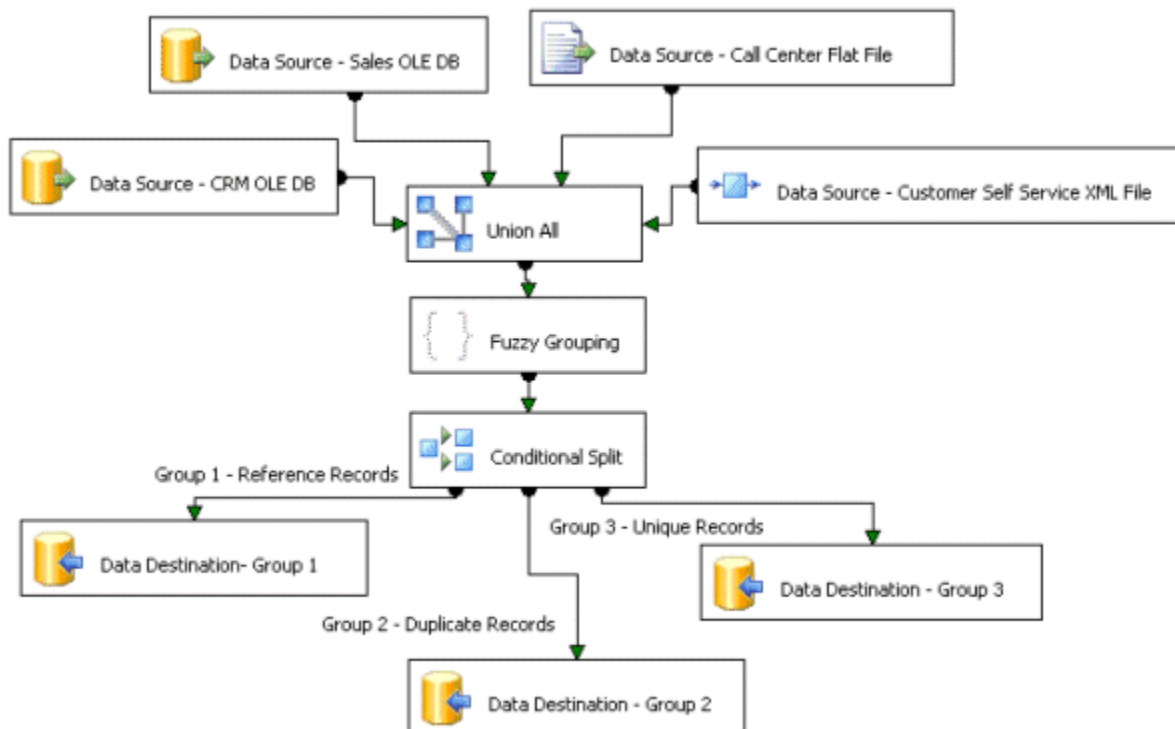 Data Source - Sales OLE DB
Data Source - Call Center Flat File
Data Source - CRM OLE DB
Data Source - Customer Self Service XML File
Union All
Fuzzy Grouping
Conditional Split
Group 1 - Reference Records
Group 3 - Unique Records
Data Destination- Group 1
Data Destination - Group 3
Group 2 - Duplicate Records
Data Destination - Group 2